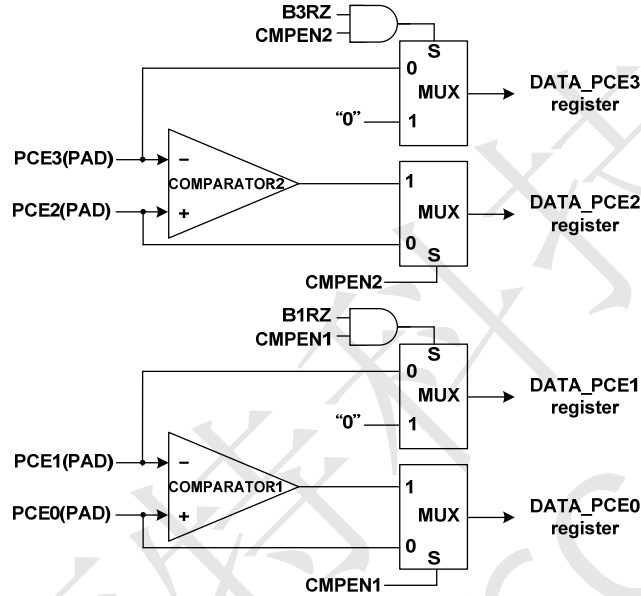 B3RZ
CMPEN2
S
0
MUX
DATA_PCE3
register
"0"
1
PCE3(PAD)
−
COMPARATOR2
PCE2(PAD)
+
1
MUX
DATA_PCE2
register
0
S
CMPEN2
B1RZ
CMPEN1
S
0
MUX
DATA_PCE1
register
"0"
1
PCE1(PAD)
−
COMPARATOR1
PCE0(PAD)
+
1
MUX
DATA_PCE0
register
0
S
CMPEN1